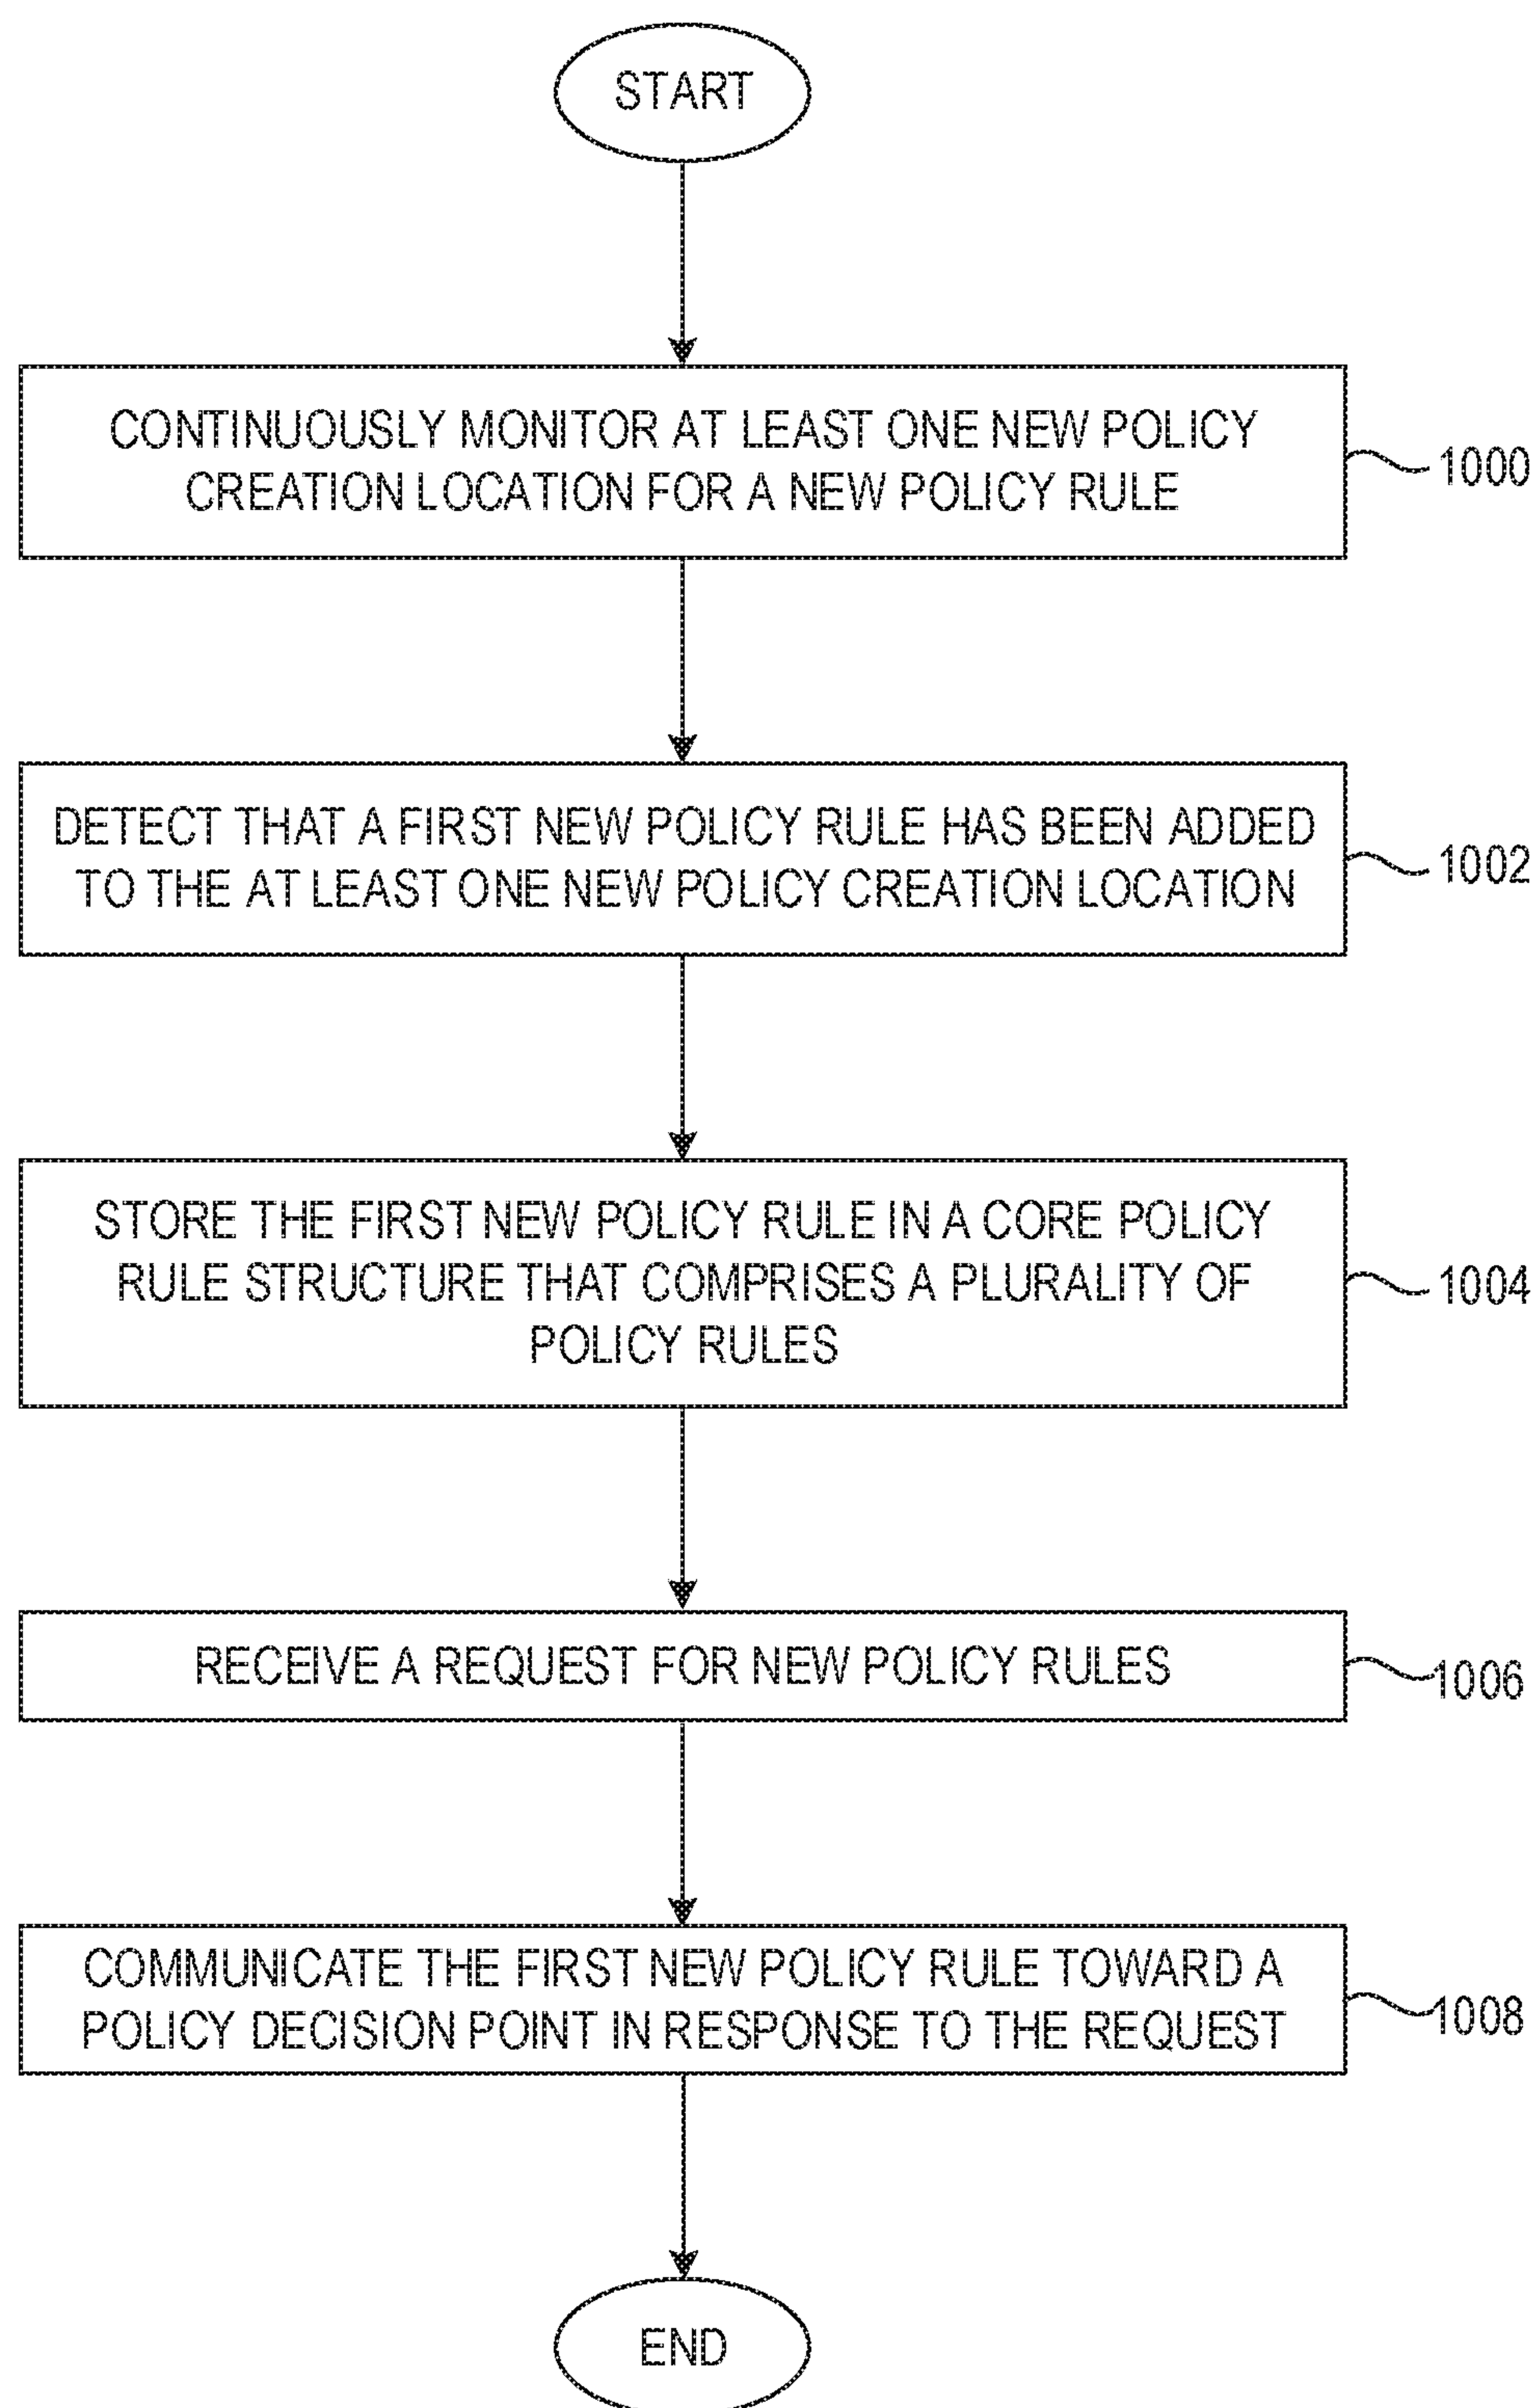 START
CONTINUOUSLY MONITOR AT LEAST ONE NEW POLICY
CREATION LOCATION FOR A NEW POLICY RULE
1000
DETECT THAT A FIRST NEW POLICY RULE HAS BEEN ADDED
TO THE AT LEAST ONE NEW POLICY CREATION LOCATION
1002
STORE THE FIRST NEW POLICY RULE IN A CORE POLICY
RULE STRUCTURE THAT COMPRISES A PLURALITY OF
POLICY RULES
1004
RECEIVE A REQUEST FOR NEW POLICY RULES
1006
COMMUNICATE THE FIRST NEW POLICY RULE TOWARD A
POLICY DECISION POINT IN RESPONSE TO THE REQUEST
1008
END